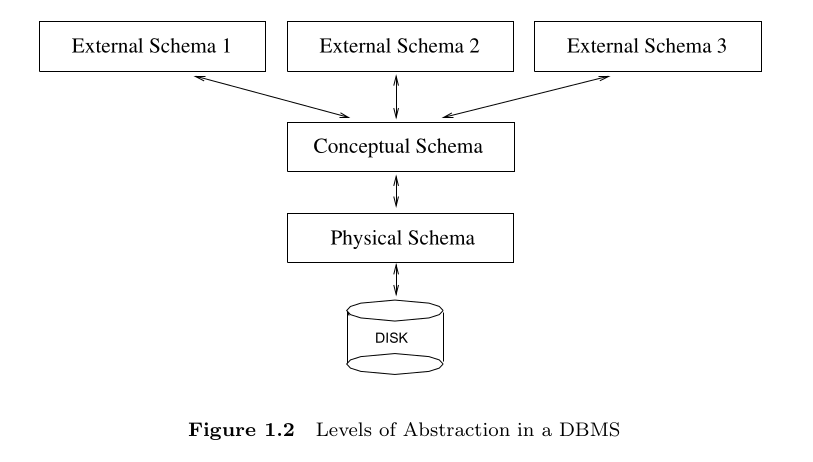 External Schema 1
External Schema 2
External Schema 3
Conceptual Schema
Physical Schema
DISK
Figure 1.2 Levels of Abstraction in a DBMS